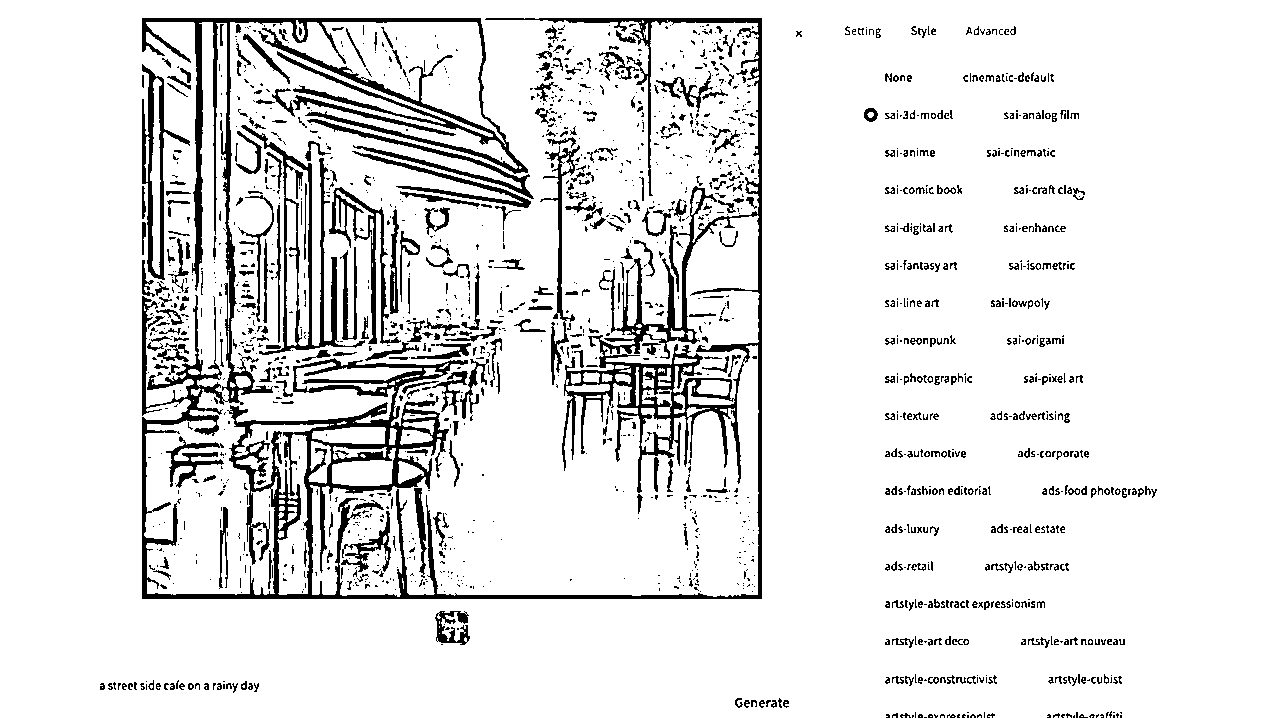 × Setting Style Advanced
None cinematic-default
sai-3d-model sai-analog film
sai-anime sai-cinematic
sai-comic book sai-craft clay
sai-digital art sai-enhance
sai-fantasy art sai-isometric
sai-line art sai-lowpoly
sai-neonpunk sai-origami
sai-photographic sai-pixel art
sai-texture ads-advertising
ads-automotive ads-corporate
ads-fashion editorial ads-food photography
ads-luxury ads-real estate
ads-retail artstyle-abstract
artstyle-abstract expressionism
artstyle-art deco artstyle-art nouveau
artstyle-constructivist artstyle-cubist
artstyle-expressionist artstyle-graffiti
a street side cafe on a rainy day
Generate